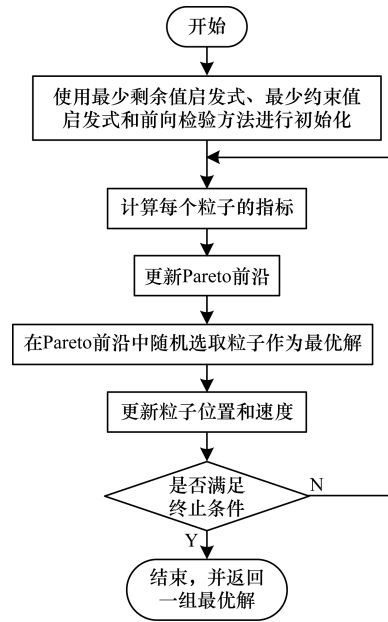 开始
使用最少剩余值启发式、最少约束值
启发式和前向检验方法进行初始化
计算每个粒子的指标
更新Pareto前沿
在Pareto前沿中随机选取粒子作为最优解
更新粒子位置和速度
是否满足
终止条件
N
Y
结束，并返回
一组最优解